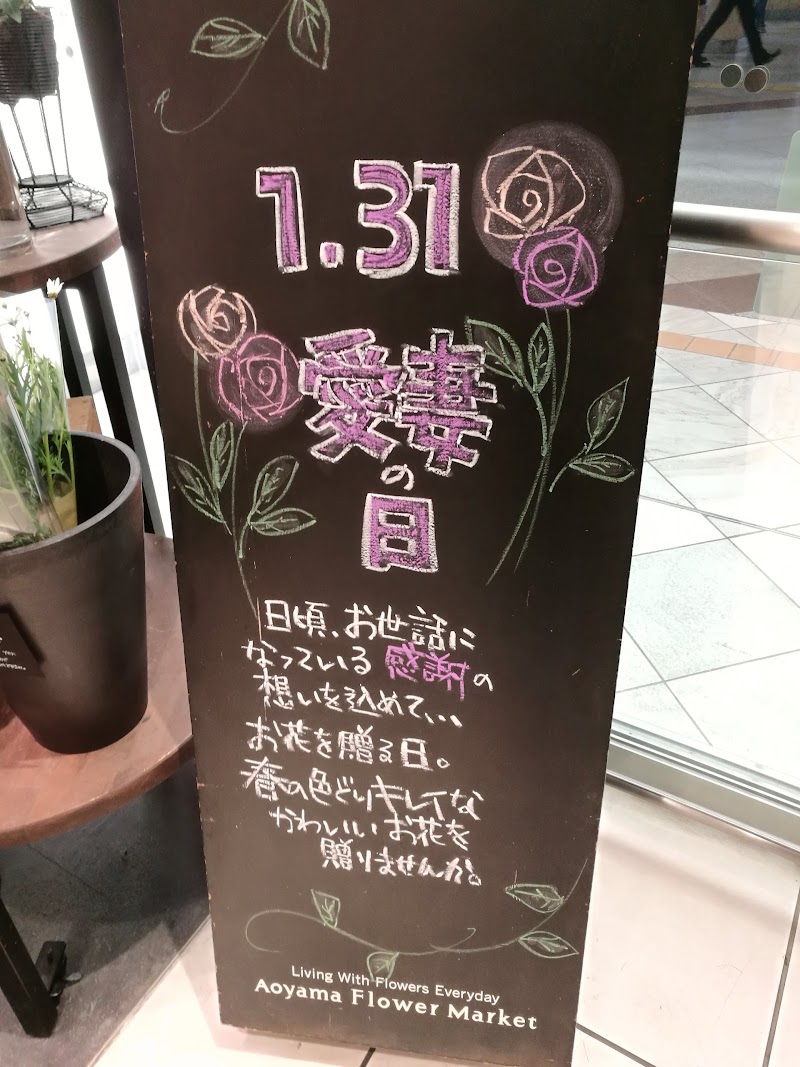 1.31
愛妻
の
日
日頃、お世話に
なっている感謝の
想いを込めて、、、
お花を贈る日。
春の色どりキレイな
かわいいお花を
贈りませんか。
Living With Flowers Everyday
Aoyama Flower Market